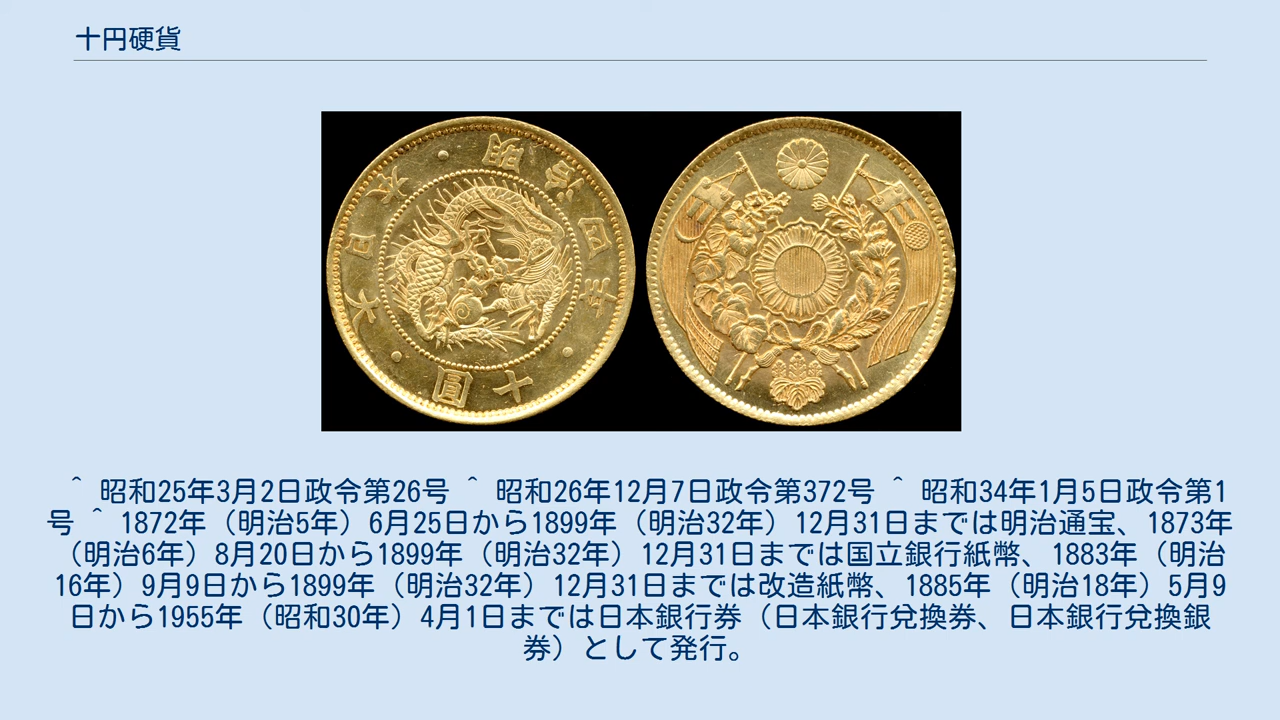 十円硬貨
明治四年
十圓
大日本
^ 昭和25年3月2日政令第26号 ^ 昭和26年12月7日政令第372号 ^ 昭和34年1月5日政令第1
号 ^ 1872年（明治5年）6月25日から1899年（明治32年）12月31日までは明治通宝、1873年
（明治6年）8月20日から1899年（明治32年）12月31日までは国立銀行紙幣、1883年（明治
16年）9月9日から1899年（明治32年）12月31日までは改造紙幣、1885年（明治18年）5月9
日から1955年（昭和30年）4月1日までは日本銀行券（日本銀行兌換券、日本銀行兌換銀
券）として発行。